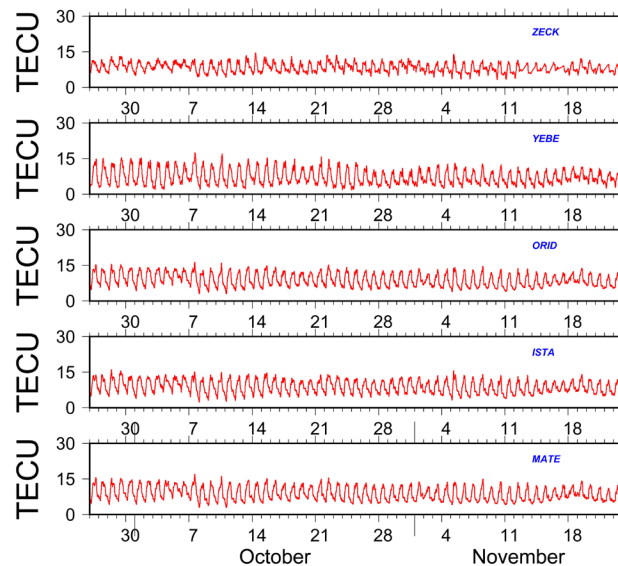 30
TECU 15 ZECK
0
30 7 14 21 28 4 11 18
30
TECU 15 YEBE
0
30 7 14 21 28 4 11 18
30
TECU 15 ORID
0
30 7 14 21 28 4 11 18
30
TECU 15 ISTA
0
30 7 14 21 28 4 11 18
30
TECU 15 MATE
0
30 7 14 21 28 4 11 18
October November